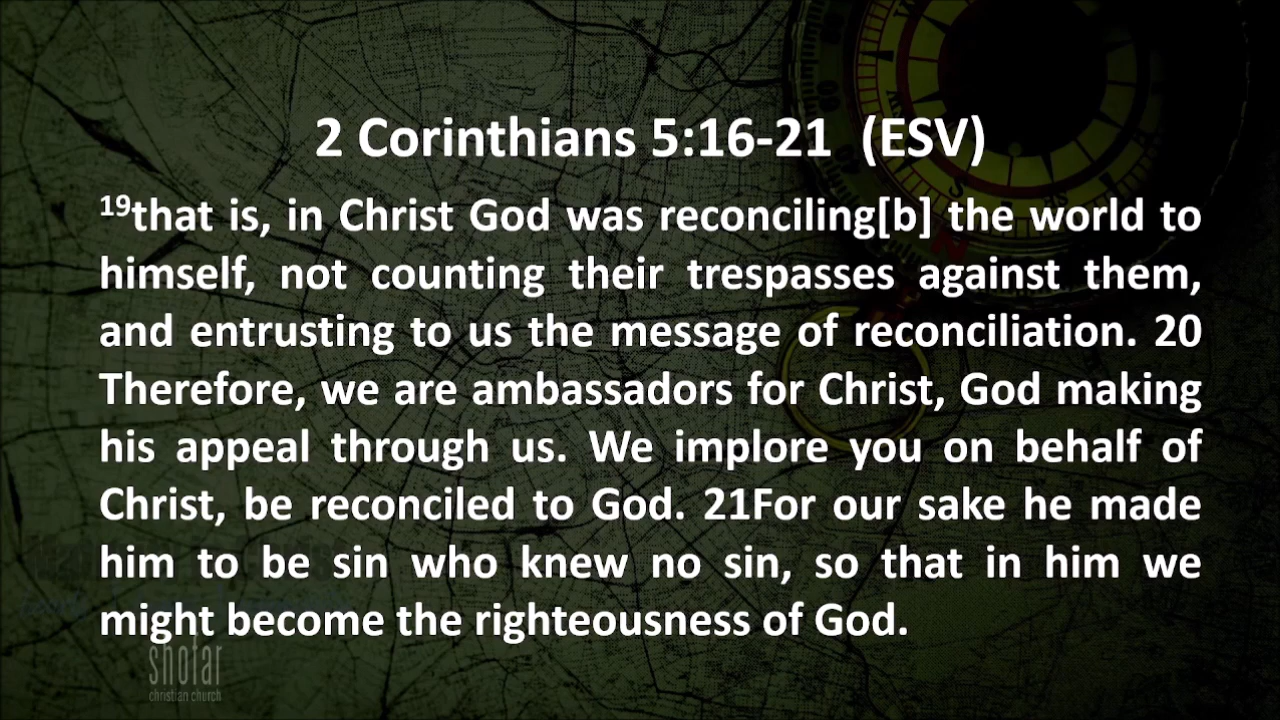 2 Corinthians 5:16-21 (ESV)
19that is, in Christ God was reconciling[b] the world to
himself, not counting their trespasses against them,
and entrusting to us the message of reconciliation. 20
Therefore, we are ambassadors for Christ, God making
his appeal through us. We implore you on behalf of
Christ, be reconciled to God. 21For our sake he made
him to be sin who knew no sin, so that in him we
might become the righteousness of God.
shofar
christian church